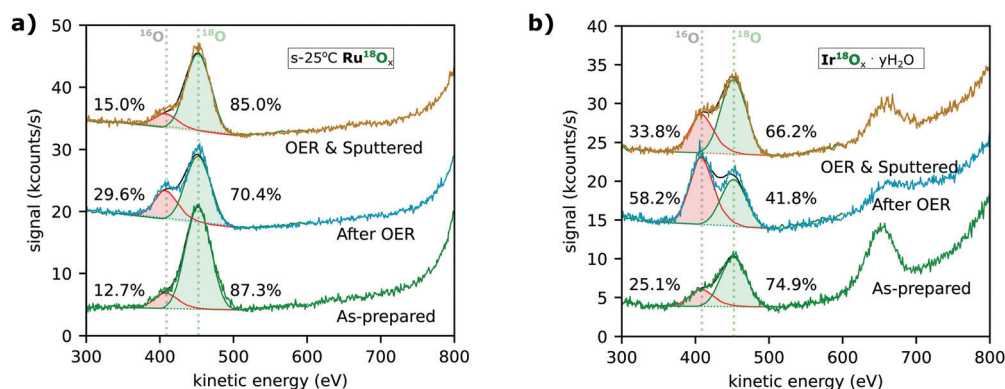 a)
signal (kcounts/s)
50
40
30
20
10
0
¹⁶O
¹⁸O
s-25°C Ru¹⁸Oₓ
15.0%
85.0%
OER & Sputtered
29.6%
70.4%
After OER
12.7%
87.3%
As-prepared
300
400
500
600
700
800
kinetic energy (eV)
b)
signal (kcounts/s)
40
35
30
25
20
15
10
5
0
¹⁶O
¹⁸O
Ir¹⁸Oₓ · yH₂O
33.8%
66.2%
OER & Sputtered
58.2%
41.8%
After OER
25.1%
74.9%
As-prepared
300
400
500
600
700
800
kinetic energy (eV)